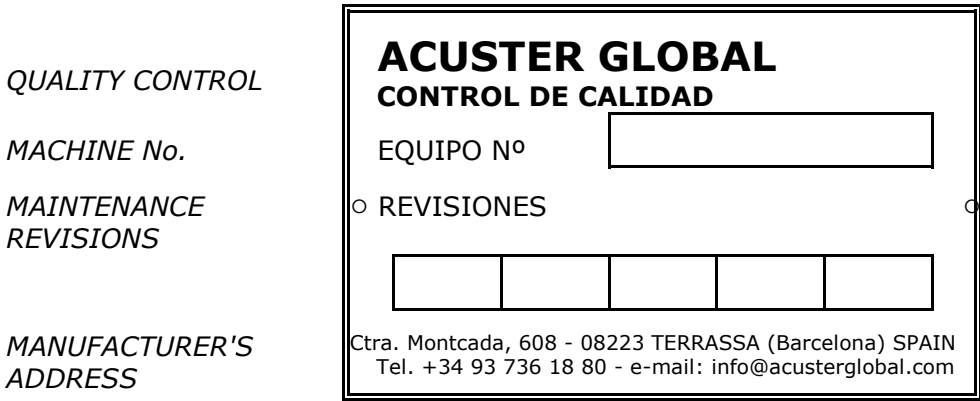 ACUSTER GLOBAL
QUALITY CONTROL
CONTROL DE CALIDAD
MACHINE No.
EQUIPO Nº
MAINTENANCE
REVISIONS
REVISIONES
MANUFACTURER'S
ADDRESS
Ctra. Montcada, 608 - 08223 TERRASSA (Barcelona) SPAIN
Tel. +34 93 736 18 80 - e-mail: info@acusterglobal.com